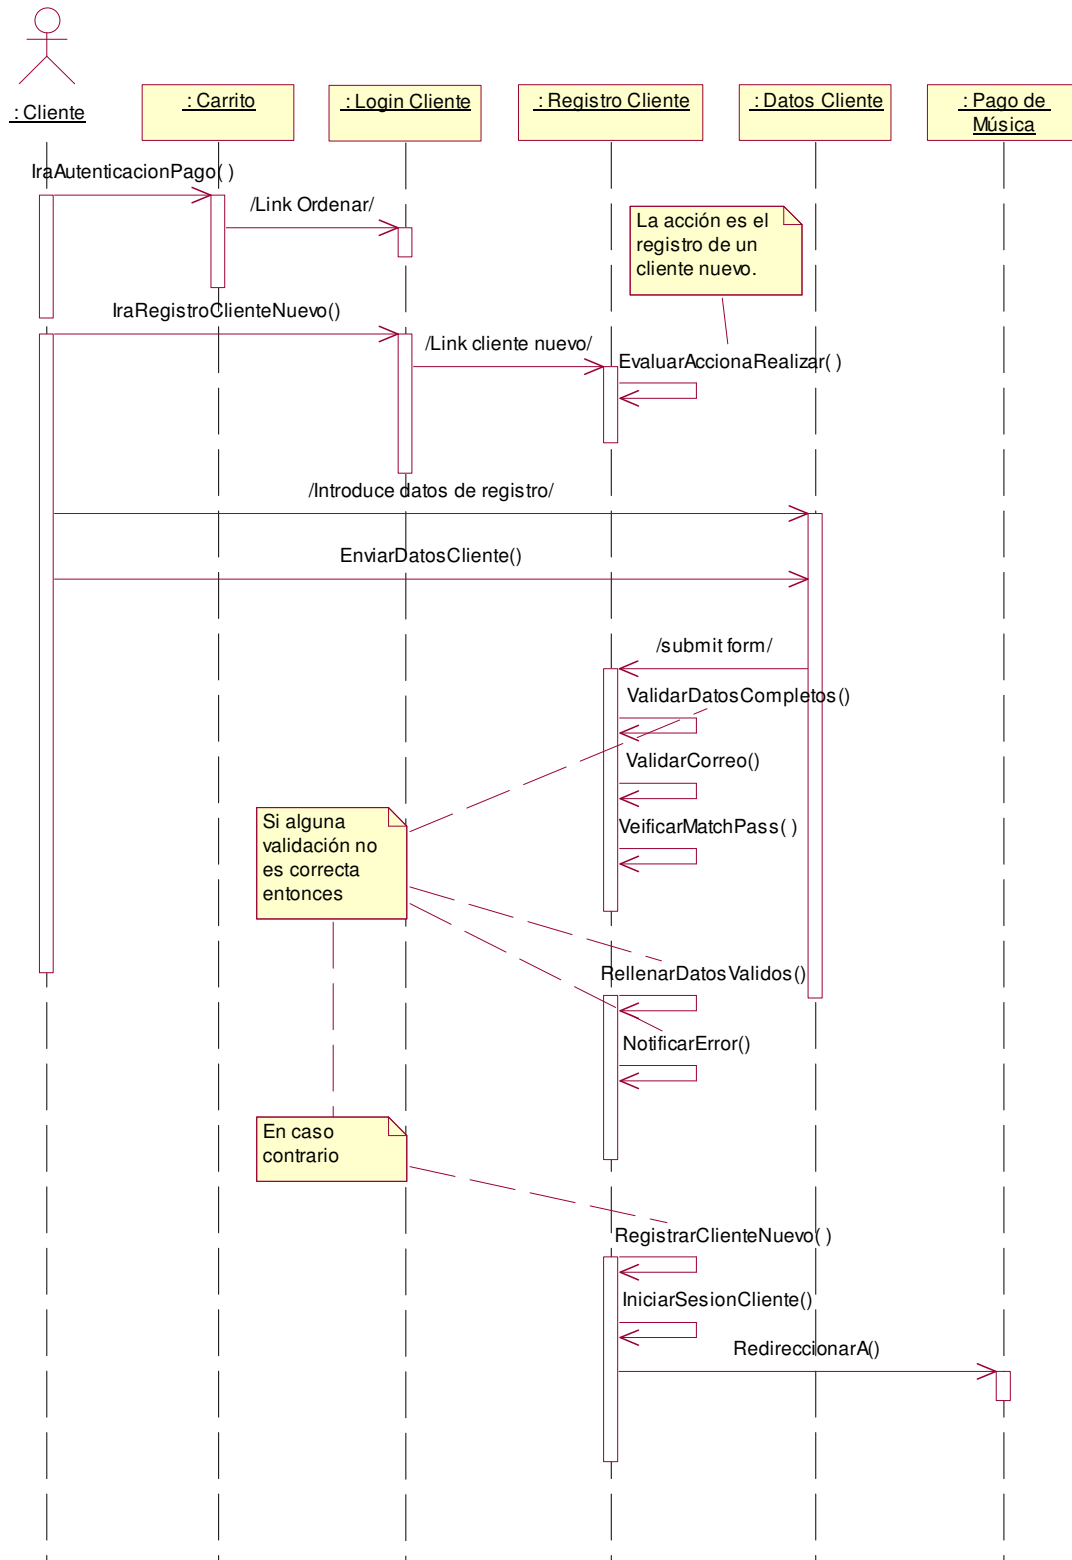 : Cliente
: Carrito
: Login Cliente
: Registro Cliente
: Datos Cliente
: Pago de
Música
IraAutenticacionPago( )
/Link Ordenar/
La acción es el
registro de un
cliente nuevo.
IraRegistroClienteNuevo()
/Link cliente nuevo/
EvaluarAccionaRealizar( )
/Introduce datos de registro/
EnviarDatosCliente()
/submit form/
ValidarDatosCompletos()
ValidarCorreo()
VeificarMatchPass( )
Si alguna
validación no
es correcta
entonces
RellenarDatosValidos()
NotificarError()
En caso
contrario
RegistrarClienteNuevo( )
IniciarSesionCliente()
RedireccionarA()